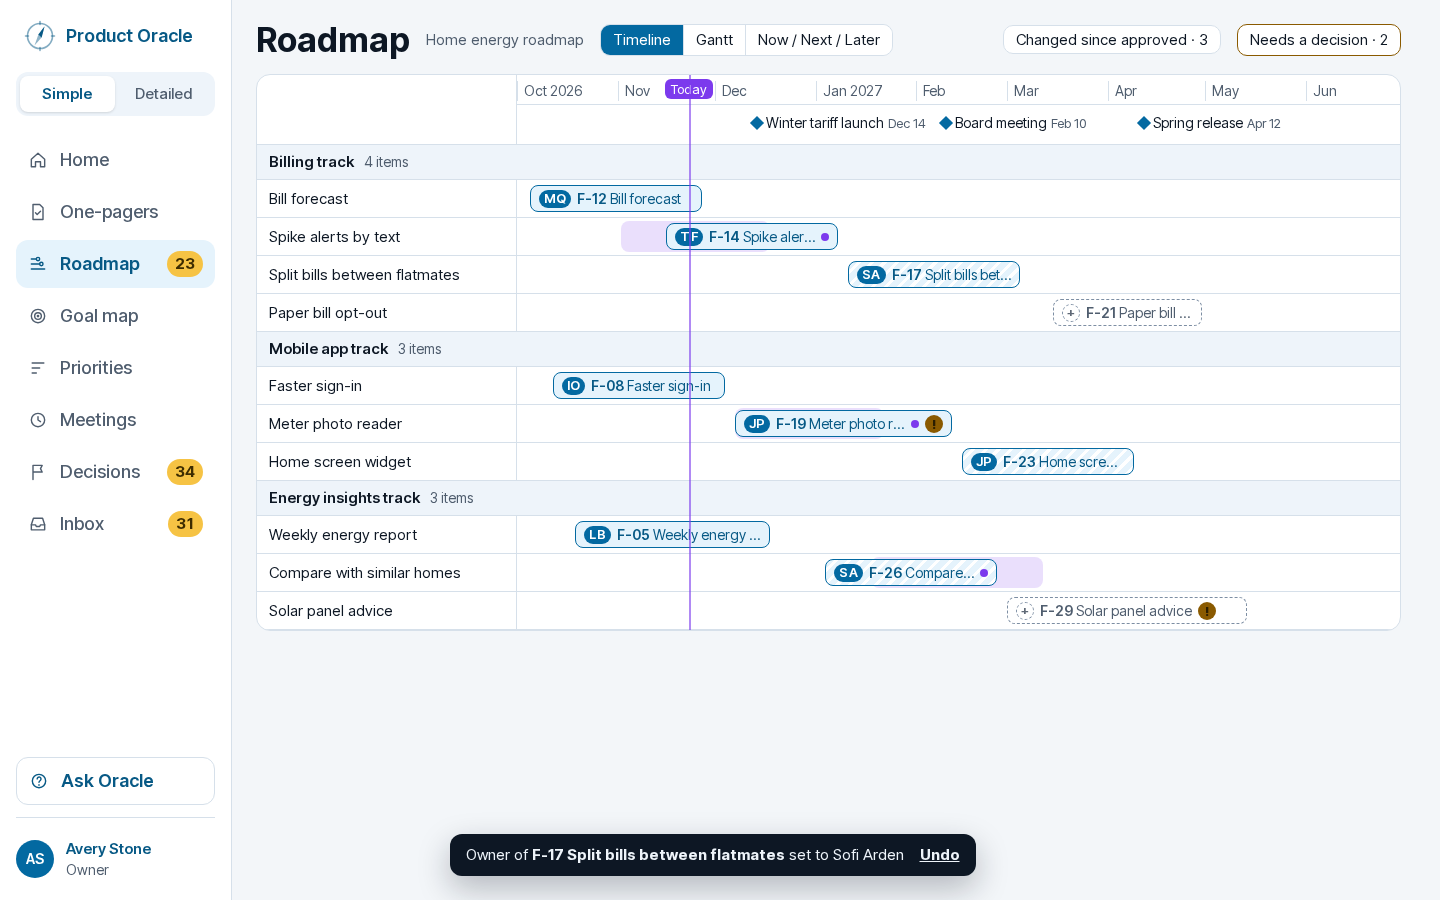 Product Oracle
Simple Detailed
Home
One-pagers
Roadmap 23
Goal map
Priorities
Meetings
Decisions 34
Inbox 31
Ask Oracle
AS Avery Stone
Owner
Roadmap Home energy roadmap Timeline Gantt Now / Next / Later Changed since approved · 3 Needs a decision · 2
Oct 2026 Nov Today Dec Jan 2027 Feb Mar Apr May Jun
Winter tariff launch Dec 14 Board meeting Feb 10 Spring release Apr 12
Billing track 4 items
Bill forecast MQ F-12 Bill forecast
Spike alerts by text TF F-14 Spike aler...
Split bills between flatmates SA F-17 Split bills bet...
Paper bill opt-out + F-21 Paper bill ...
Mobile app track 3 items
Faster sign-in IO F-08 Faster sign-in
Meter photo reader JP F-19 Meter photo r... !
Home screen widget JP F-23 Home scre...
Energy insights track 3 items
Weekly energy report LB F-05 Weekly energy ...
Compare with similar homes SA F-26 Compare...
Solar panel advice + F-29 Solar panel advice !
Owner of F-17 Split bills between flatmates set to Sofi Arden Undo